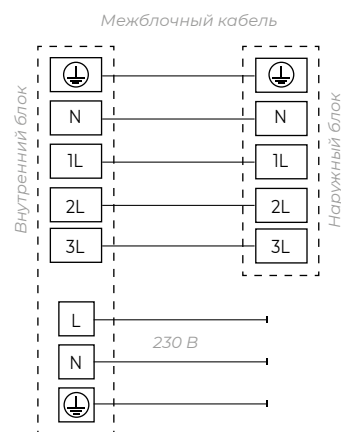 Межблочный кабель
Внутренний блок
Наружный блок
N N
1L 1L
2L 2L
3L 3L
L
230 В
N